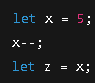 let x = 5;
x--;
let z = x;